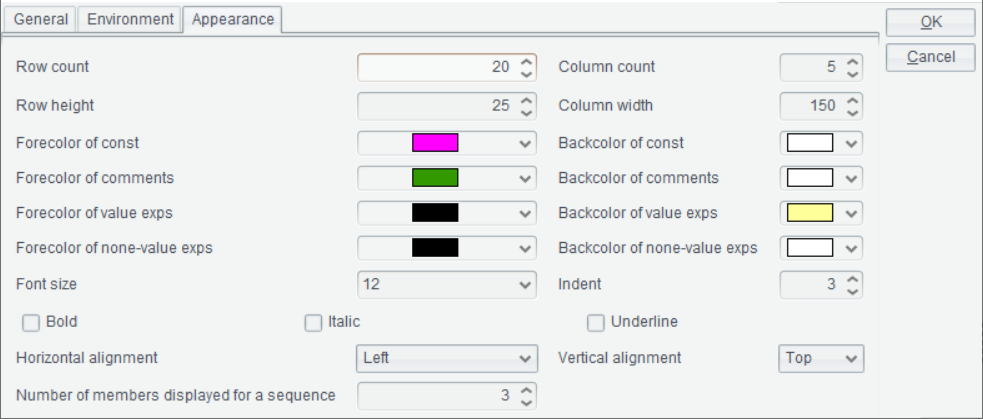 General Environment Appearance OK
Cancel
Row count 20 Column count 5
Row height 25 Column width 150
Forecolor of const Backcolor of const
Forecolor of comments Backcolor of comments
Forecolor of value exps Backcolor of value exps
Forecolor of none-value exps Backcolor of none-value exps
Font size 12 Indent 3
Bold Italic Underline
Horizontal alignment Left Vertical alignment Top
Number of members displayed for a sequence 3